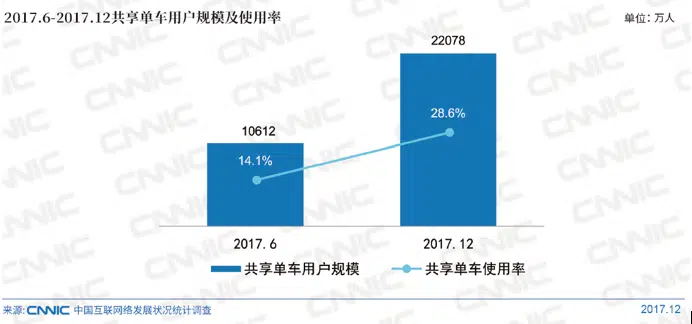 2017.6-2017.12共享单车用户规模及使用率
单位：万人
22078
10612
28.6%
14.1%
2017. 6
2017. 12
共享单车用户规模
共享单车使用率
来源: CNNIC 中国互联网络发展状况统计调查
2017.12